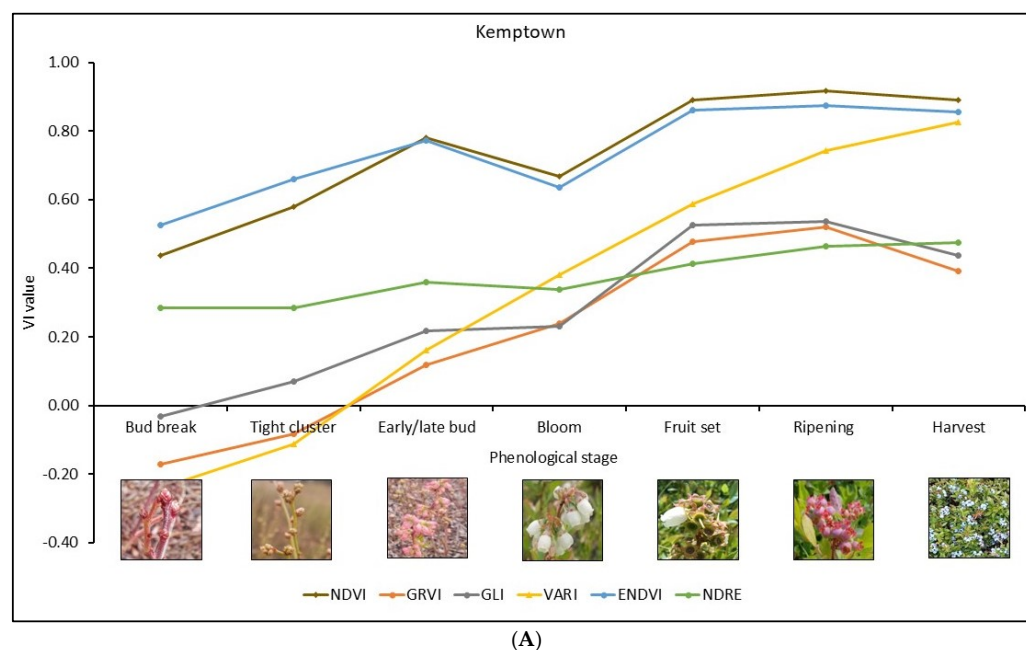 Kemptown
1.00
0.80
0.60
0.40
0.20
0.00
-0.20
-0.40
VI value
Bud break Tight cluster Early/late bud Bloom Fruit set Ripening Harvest
Phenological stage
NDVI GRVI GLI VARI ENDVI NDRE
(A)